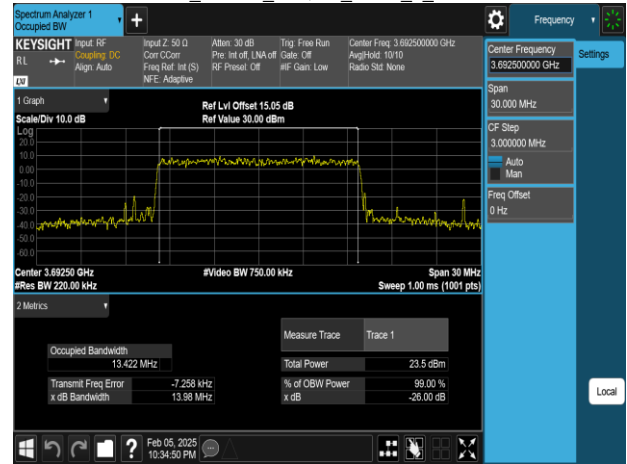 Spectrum Analyzer 1
Occupied BW
Frequency
KEYSIGHT
RL
LXI
Input: RF
Coupling: DC
Align: Auto
Input Z: 50 Ω
Corr CCorr
Freq Ref: Int (S)
NFE: Adaptive
Atten: 30 dB
Pre: Int off, LNA off
RF Presel: Off
Trig: Free Run
Gate: Off
#IF Gain: Low
Center Freq: 3.692500000 GHz
Avg|Hold: 10/10
Radio Std: None
Center Frequency
3.692500000 GHz
Settings
Span
30.000 MHz
CF Step
3.000000 MHz
Auto
Man
Freq Offset
0 Hz
Local
1 Graph
Scale/Div 10.0 dB
Ref Lvl Offset 15.05 dB
Ref Value 30.00 dBm
Log
20.0
10.0
0.00
-10.0
-20.0
-30.0
-40.0
-50.0
-60.0
Center 3.69250 GHz
#Res BW 220.00 kHz
#Video BW 750.00 kHz
Span 30 MHz
Sweep 1.00 ms (1001 pts)
2 Metrics
Measure Trace
Trace 1
Occupied Bandwidth
13.422 MHz
Total Power
23.5 dBm
Transmit Freq Error
-7.258 kHz
% of OBW Power
99.00 %
x dB Bandwidth
13.98 MHz
x dB
-26.00 dB
?
Feb 05, 2025
10:34:50 PM